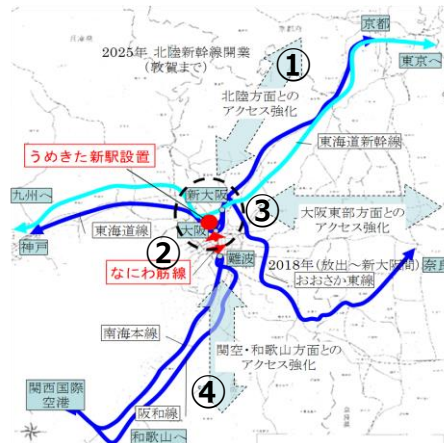 京都
東京へ
2025年 北陸新幹線開業
(敦賀まで)
①
北陸方面との
アクセス強化
東海道新幹線
うめきた新駅設置
新大阪
九州へ
大阪
③
大阪東部方面との
アクセス強化
東海道線
神戸
②
なにわ筋線
難波
2018年(放出~新大阪間)
おおさか東線
奈良
南海本線
関空・和歌山方面との
アクセス強化
④
関西国際
空港
阪和線
和歌山へ